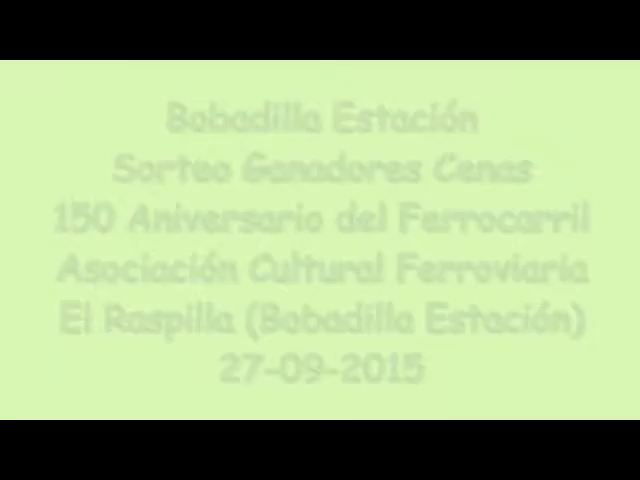 Bobadilla Estación
Sorteo Ganadores Cenas
150 Aniversario del Ferrocarril
Asociación Cultural Ferroviaria
El Raspilla (Bobadilla Estación)
27-09-2015